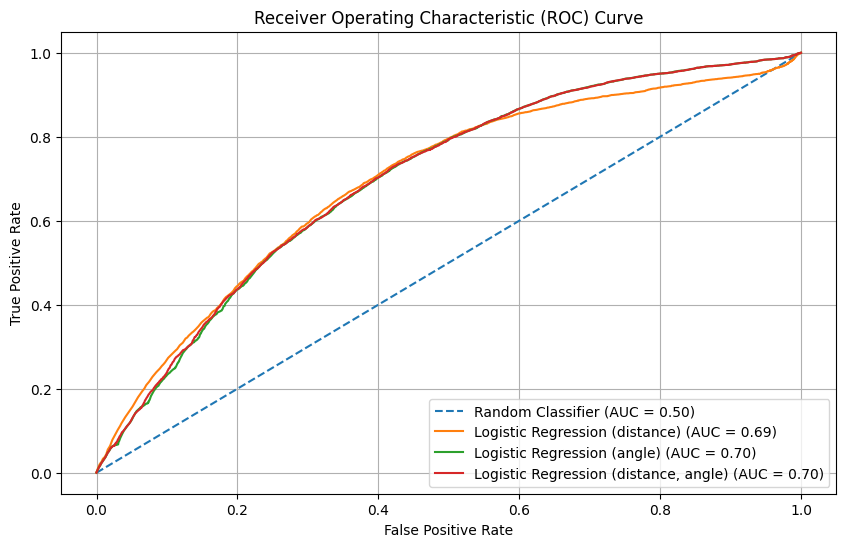 Receiver Operating Characteristic (ROC) Curve
True Positive Rate
1.0
0.8
0.6
0.4
0.2
0.0
Random Classifier (AUC = 0.50)
Logistic Regression (distance) (AUC = 0.69)
Logistic Regression (angle) (AUC = 0.70)
Logistic Regression (distance, angle) (AUC = 0.70)
0.0 0.2 0.4 0.6 0.8 1.0
False Positive Rate